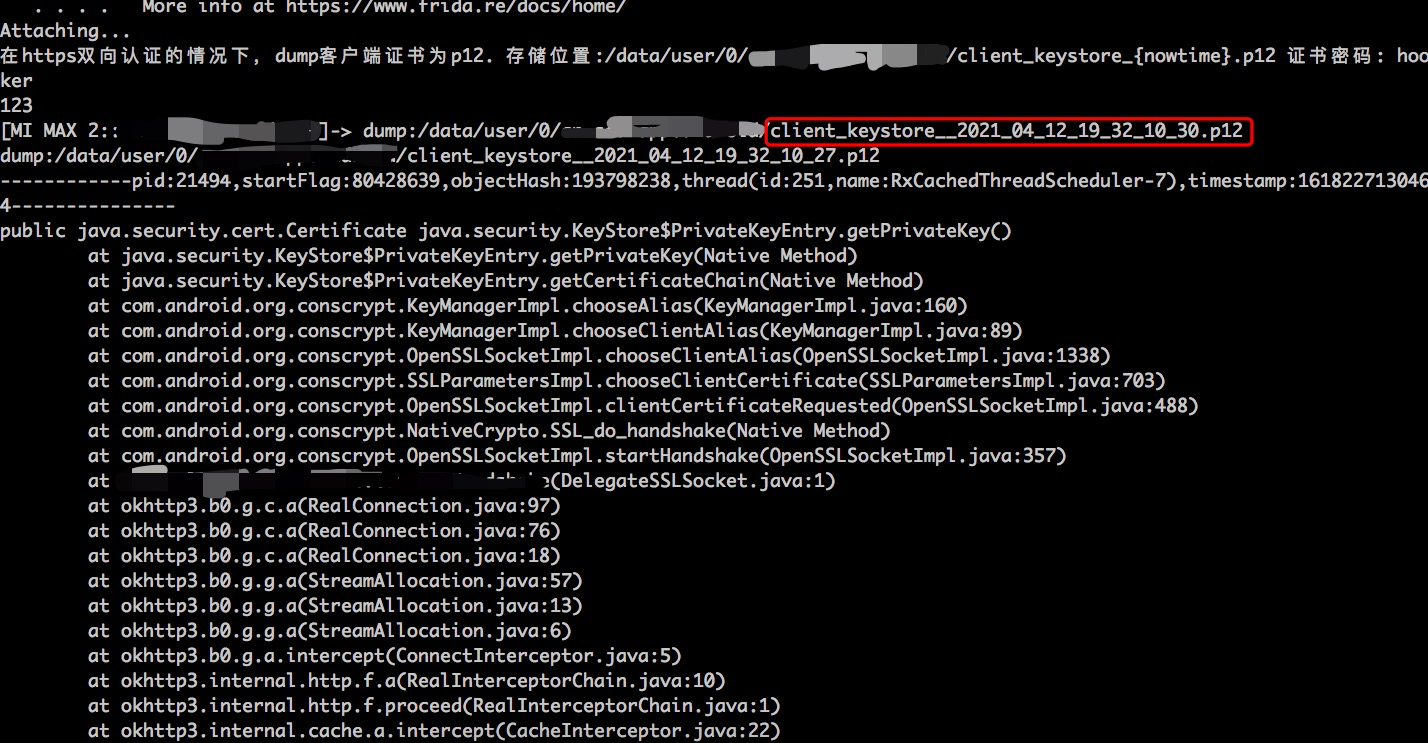 . . . .   More info at https://www.frida.re/docs/home/
Attaching...
在https双向认证的情况下，dump客户端证书为p12. 存储位置:/data/user/0/ /client_keystore_{nowtime}.p12 证书密码: hoo
ker
123
[MI MAX 2:: ]-> dump:/data/user/0/ /client_keystore__2021_04_12_19_32_10_30.p12
dump:/data/user/0/ /client_keystore__2021_04_12_19_32_10_27.p12
------------pid:21494,startFlag:80428639,objectHash:193798238,thread(id:251,name:RxCachedThreadScheduler-7),timestamp:161822713046
4---------------
public java.security.cert.Certificate java.security.KeyStore$PrivateKeyEntry.getPrivateKey()
at java.security.KeyStore$PrivateKeyEntry.getPrivateKey(Native Method)
at java.security.KeyStore$PrivateKeyEntry.getCertificateChain(Native Method)
at com.android.org.conscrypt.KeyManagerImpl.chooseAlias(KeyManagerImpl.java:160)
at com.android.org.conscrypt.KeyManagerImpl.chooseClientAlias(KeyManagerImpl.java:89)
at com.android.org.conscrypt.OpenSSLSocketImpl.chooseClientAlias(OpenSSLSocketImpl.java:1338)
at com.android.org.conscrypt.SSLParametersImpl.chooseClientCertificate(SSLParametersImpl.java:703)
at com.android.org.conscrypt.OpenSSLSocketImpl.clientCertificateRequested(OpenSSLSocketImpl.java:488)
at com.android.org.conscrypt.NativeCrypto.SSL_do_handshake(Native Method)
at com.android.org.conscrypt.OpenSSLSocketImpl.startHandshake(OpenSSLSocketImpl.java:357)
at e(DelegateSSLSocket.java:1)
at okhttp3.b0.g.c.a(RealConnection.java:97)
at okhttp3.b0.g.c.a(RealConnection.java:76)
at okhttp3.b0.g.c.a(RealConnection.java:18)
at okhttp3.b0.g.g.a(StreamAllocation.java:57)
at okhttp3.b0.g.g.a(StreamAllocation.java:13)
at okhttp3.b0.g.g.a(StreamAllocation.java:6)
at okhttp3.b0.g.a.intercept(ConnectInterceptor.java:5)
at okhttp3.internal.http.f.a(RealInterceptorChain.java:10)
at okhttp3.internal.http.f.proceed(RealInterceptorChain.java:1)
at okhttp3.internal.cache.a.intercept(CacheInterceptor.java:22)